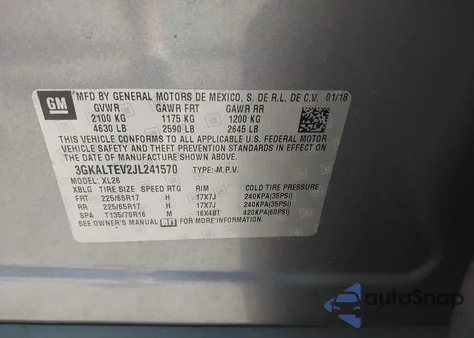 GM
MFD BY GENERAL MOTORS DE MEXICO, S. DE R.L. DE C.V. 01/18
GVWR GAWR FRT GAWR RR
2100 KG 1175 KG 1200 KG
4630 LB 2590 LB 2645 LB
THIS VEHICLE CONFORMS TO ALL APPLICABLE U.S. FEDERAL MOTOR
VEHICLE SAFETY, BUMPER, AND THEFT PREVENTION STANDARDS IN
EFFECT ON THE DATE OF MANUFACTURE SHOWN ABOVE.
3GKALTEV2JL241570 TYPE: M.P.V.
MODEL: XL26
XBLG TIRE SIZE SPEED RTG RIM COLD TIRE PRESSURE
FRT 225/65R17 H 17X7J 240KPA(35PSI)
RR 225/65R17 H 17X7J 240KPA(35PSI)
SPA T135/70R16 M 16X4BT 420KPA(60PSI)
SEE OWNER'S MANUAL FOR MORE INFORMATION.
autoSnap